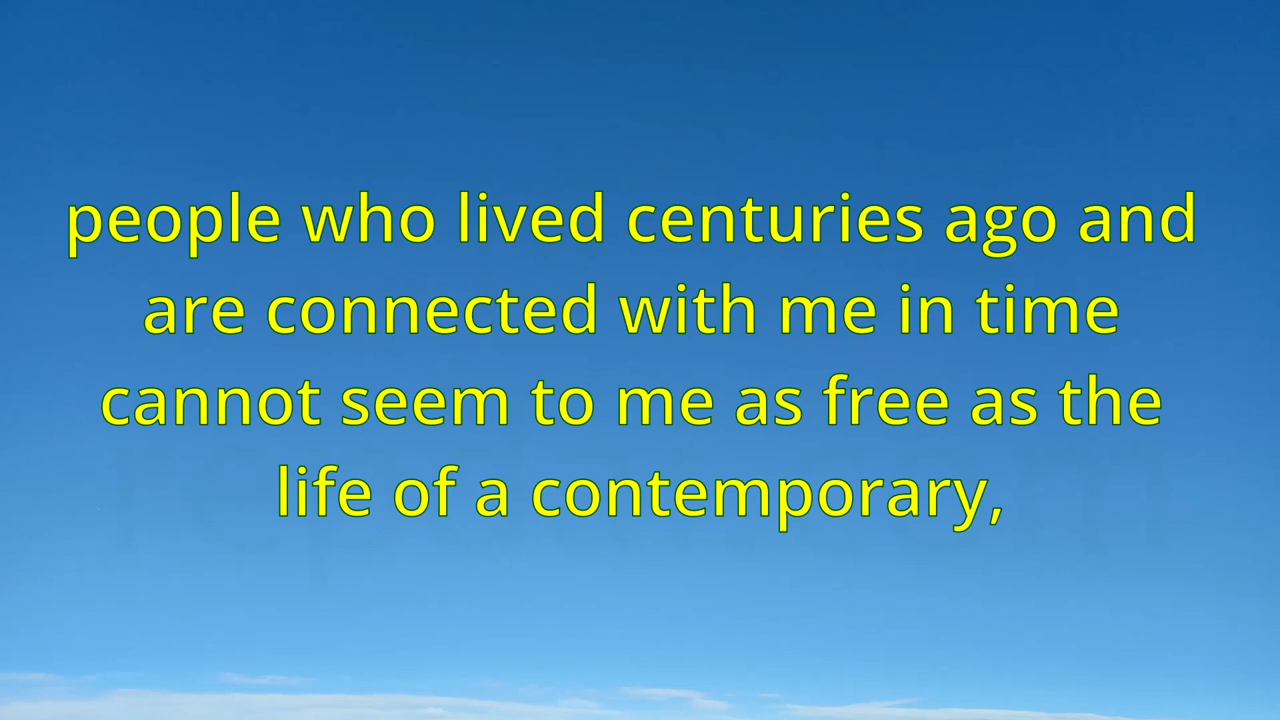 people who lived centuries ago and
are connected with me in time
cannot seem to me as free as the
life of a contemporary,